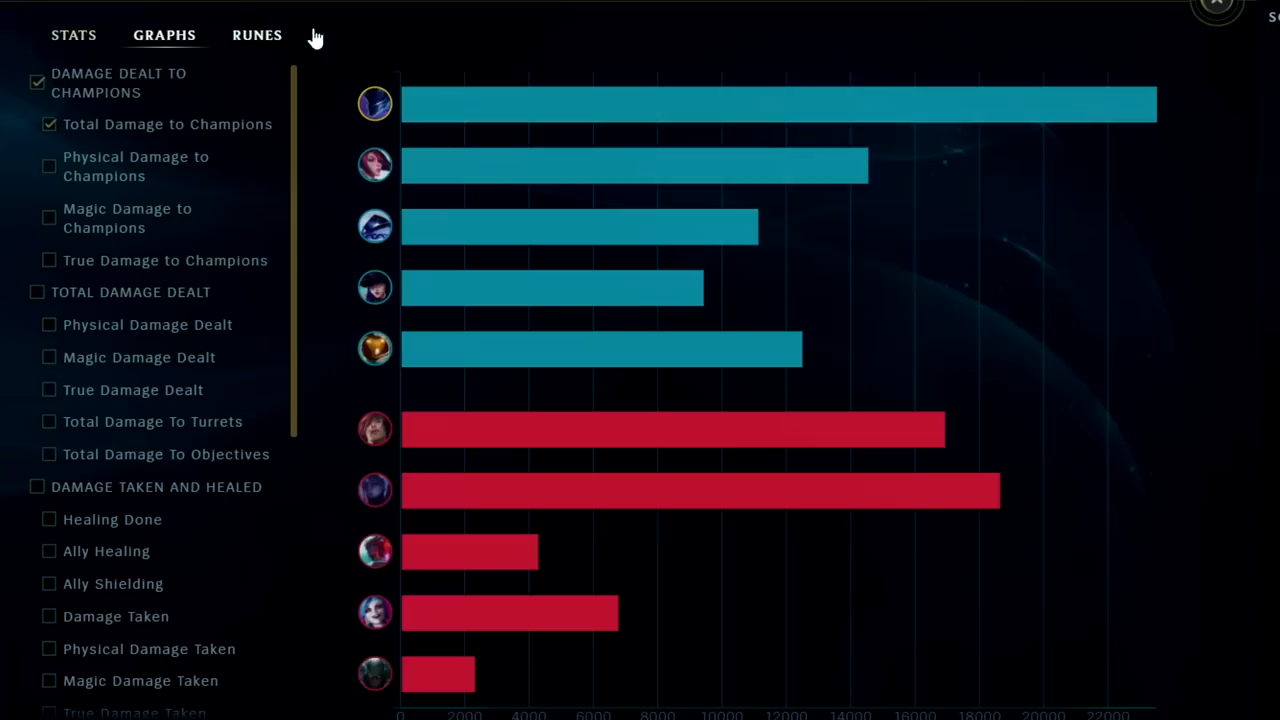 STATS GRAPHS RUNES
DAMAGE DEALT TO
CHAMPIONS
Total Damage to Champions
Physical Damage to
Champions
Magic Damage to
Champions
True Damage to Champions
TOTAL DAMAGE DEALT
Physical Damage Dealt
Magic Damage Dealt
True Damage Dealt
Total Damage To Turrets
Total Damage To Objectives
DAMAGE TAKEN AND HEALED
Healing Done
Ally Healing
Ally Shielding
Damage Taken
Physical Damage Taken
Magic Damage Taken
True Damage Taken
0 2000 4000 6000 8000 10000 12000 14000 16000 18000 20000 22000